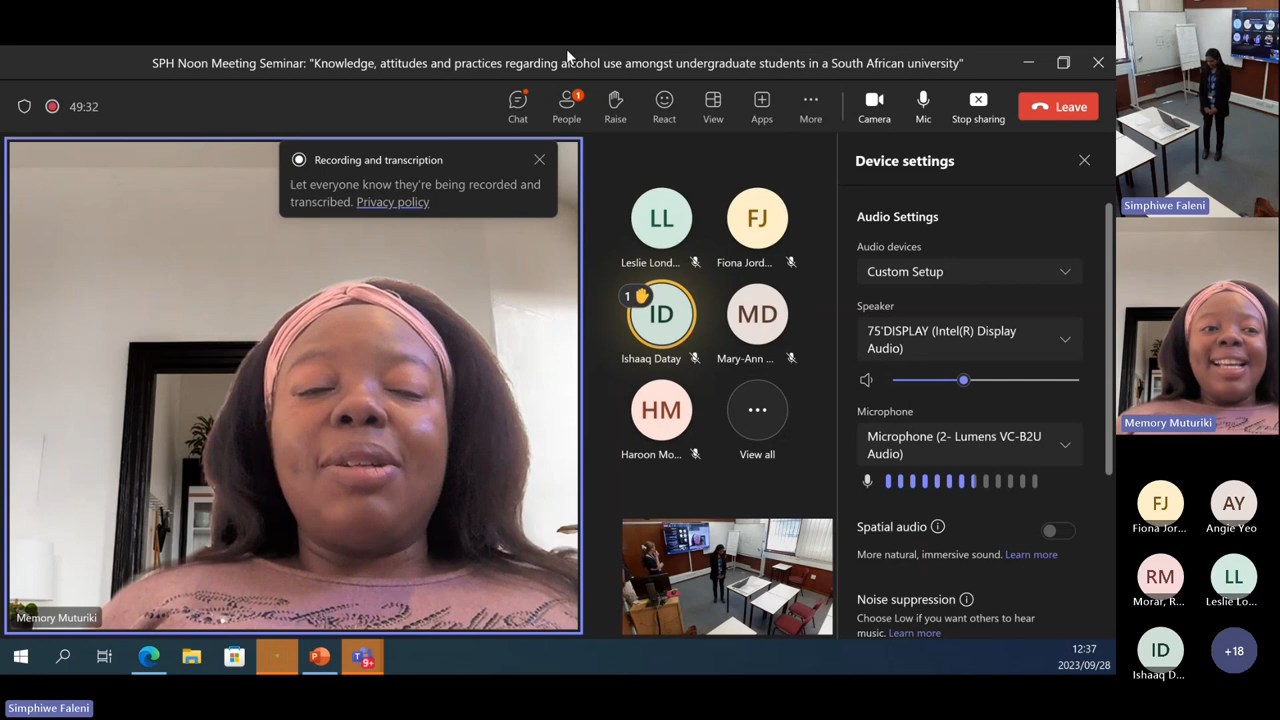 SPH Noon Meeting Seminar: "Knowledge, attitudes and practices regarding alcohol use amongst undergraduate students in a South African university"
49:32
Chat
1
People
Raise
React
View
Apps
More
Camera
Mic
Stop sharing
Leave
Recording and transcription
Let everyone know they're being recorded and
transcribed. Privacy policy
Memory Muturiki
LL
Leslie Lond...
FJ
Fiona Jord...
1
ID
Ishaaq Datay
MD
Mary-Ann ...
HM
Haroon Mo...
View all
Device settings
Audio Settings
Audio devices
Custom Setup
Speaker
75'DISPLAY (Intel(R) Display
Audio)
Microphone
Microphone (2- Lumens VC-B2U
Audio)
Spatial audio
More natural, immersive sound. Learn more
Noise suppression
Choose Low if you want others to hear
music. Learn more
9+
12:37
2023/09/28
Simphiwe Faleni
Simphiwe Faleni
Memory Muturiki
FJ
Fiona Jor...
AY
Angie Yeo
RM
Morar, R...
LL
Leslie Lo...
ID
Ishaaq D...
+18